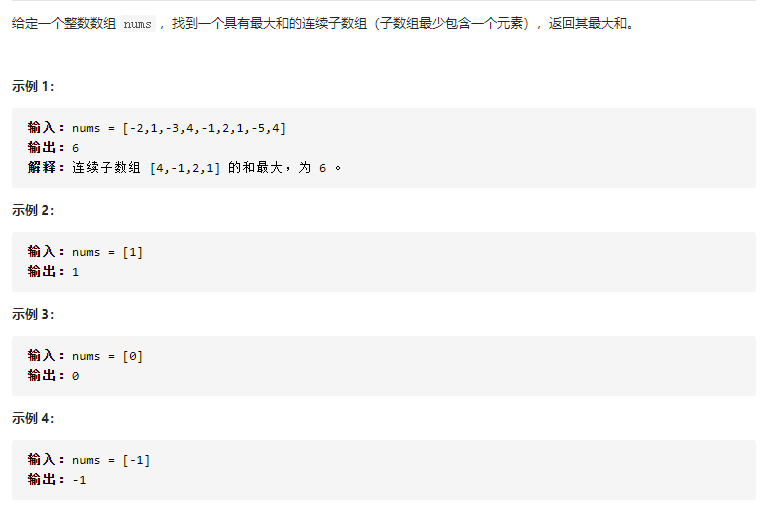 给定一个整数数组 nums ，找到一个具有最大和的连续子数组（子数组最少包含一个元素），返回其最大和。
示例 1:
输入：nums = [-2,1,-3,4,-1,2,1,-5,4]
输出：6
解释：连续子数组 [4,-1,2,1] 的和最大，为 6 。
示例 2:
输入：nums = [1]
输出：1
示例 3:
输入：nums = [0]
输出：0
示例 4:
输入：nums = [-1]
输出：-1